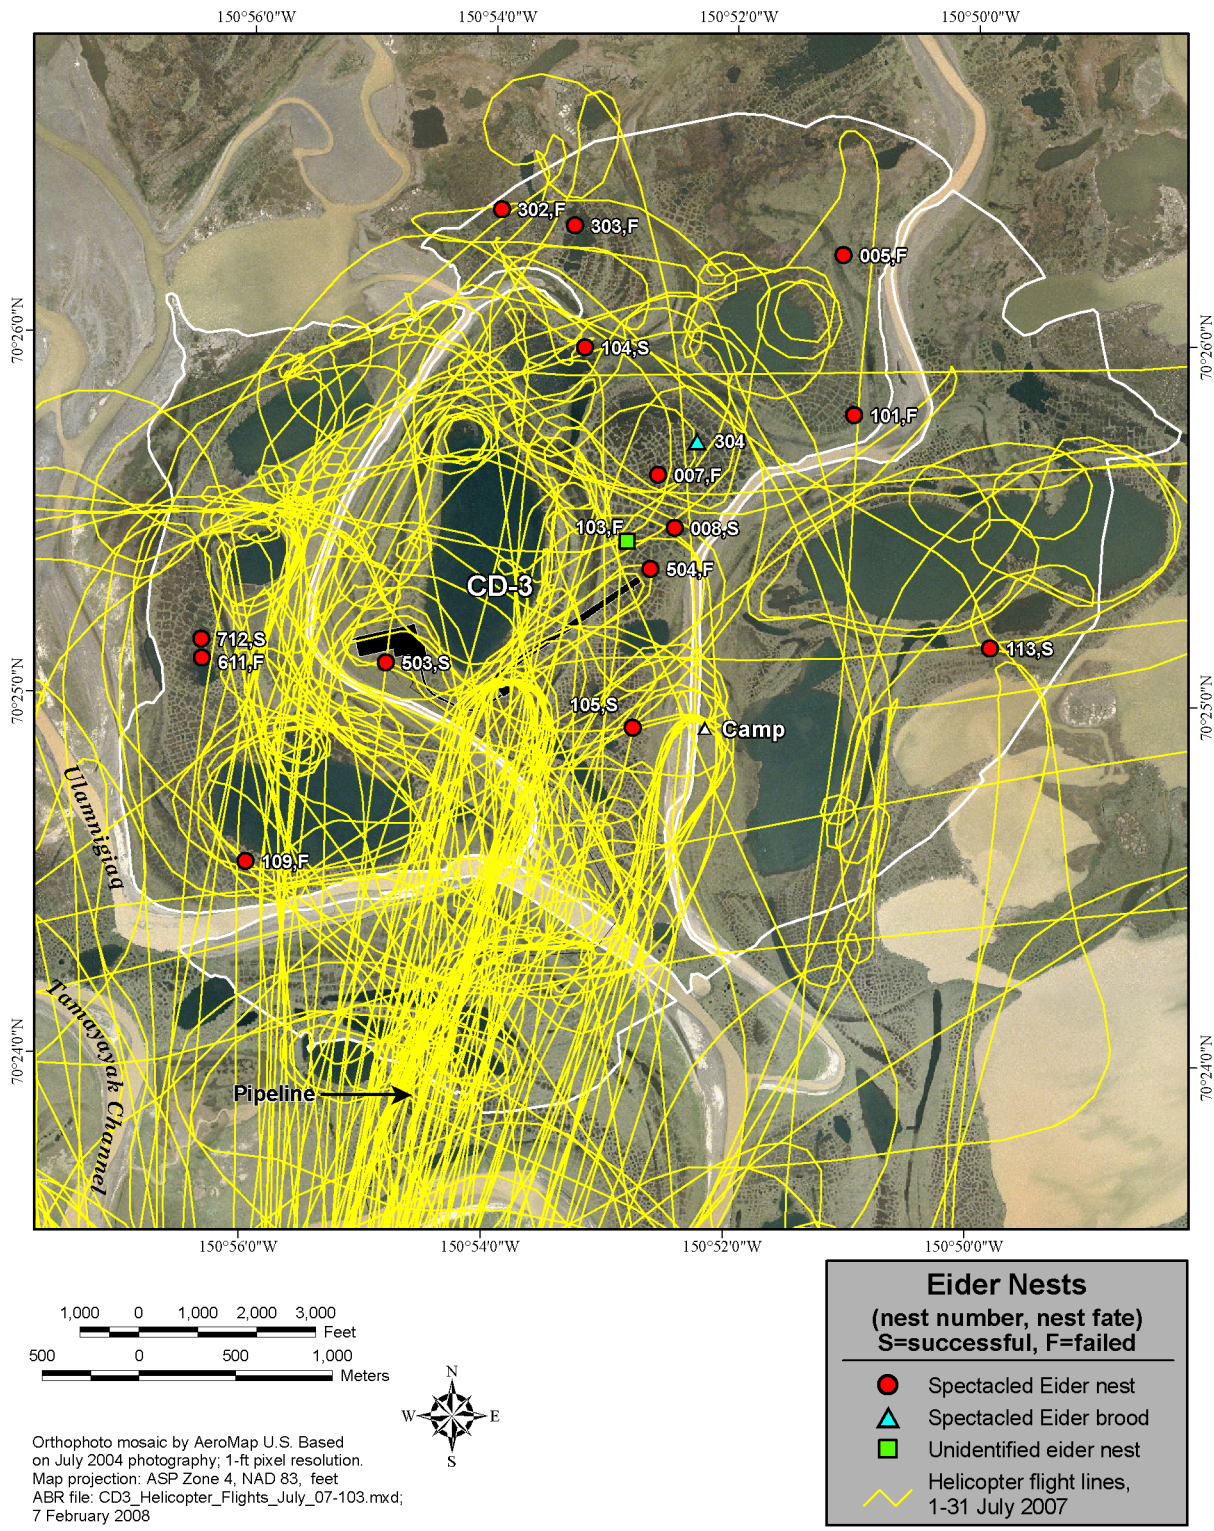 150°56'0"W 150°54'0"W 150°52'0"W 150°50'0"W
302,F
303,F
005,F
70°26'0"N
70°26'0"N
104,S
101,F
304
007,F
103,F
008,S
504,F
CD-3
712,S
611,F
503,S
113,S
70°25'0"N
70°25'0"N
105,S
Camp
Ulamnigiaq
109,F
Tamayayak Channel
70°24'0"N
70°24'0"N
Pipeline
150°56'0"W 150°54'0"W 150°52'0"W 150°50'0"W
1,000 0 1,000 2,000 3,000
Feet
500 0 500 1,000
Meters
N
W E
S
Orthophoto mosaic by AeroMap U.S. Based
on July 2004 photography; 1-ft pixel resolution.
Map projection: ASP Zone 4, NAD 83, feet
ABR file: CD3_Helicopter_Flights_July_07-103.mxd;
7 February 2008
Eider Nests
(nest number, nest fate)
S=successful, F=failed
Spectacled Eider nest
Spectacled Eider brood
Unidentified eider nest
Helicopter flight lines,
1-31 July 2007